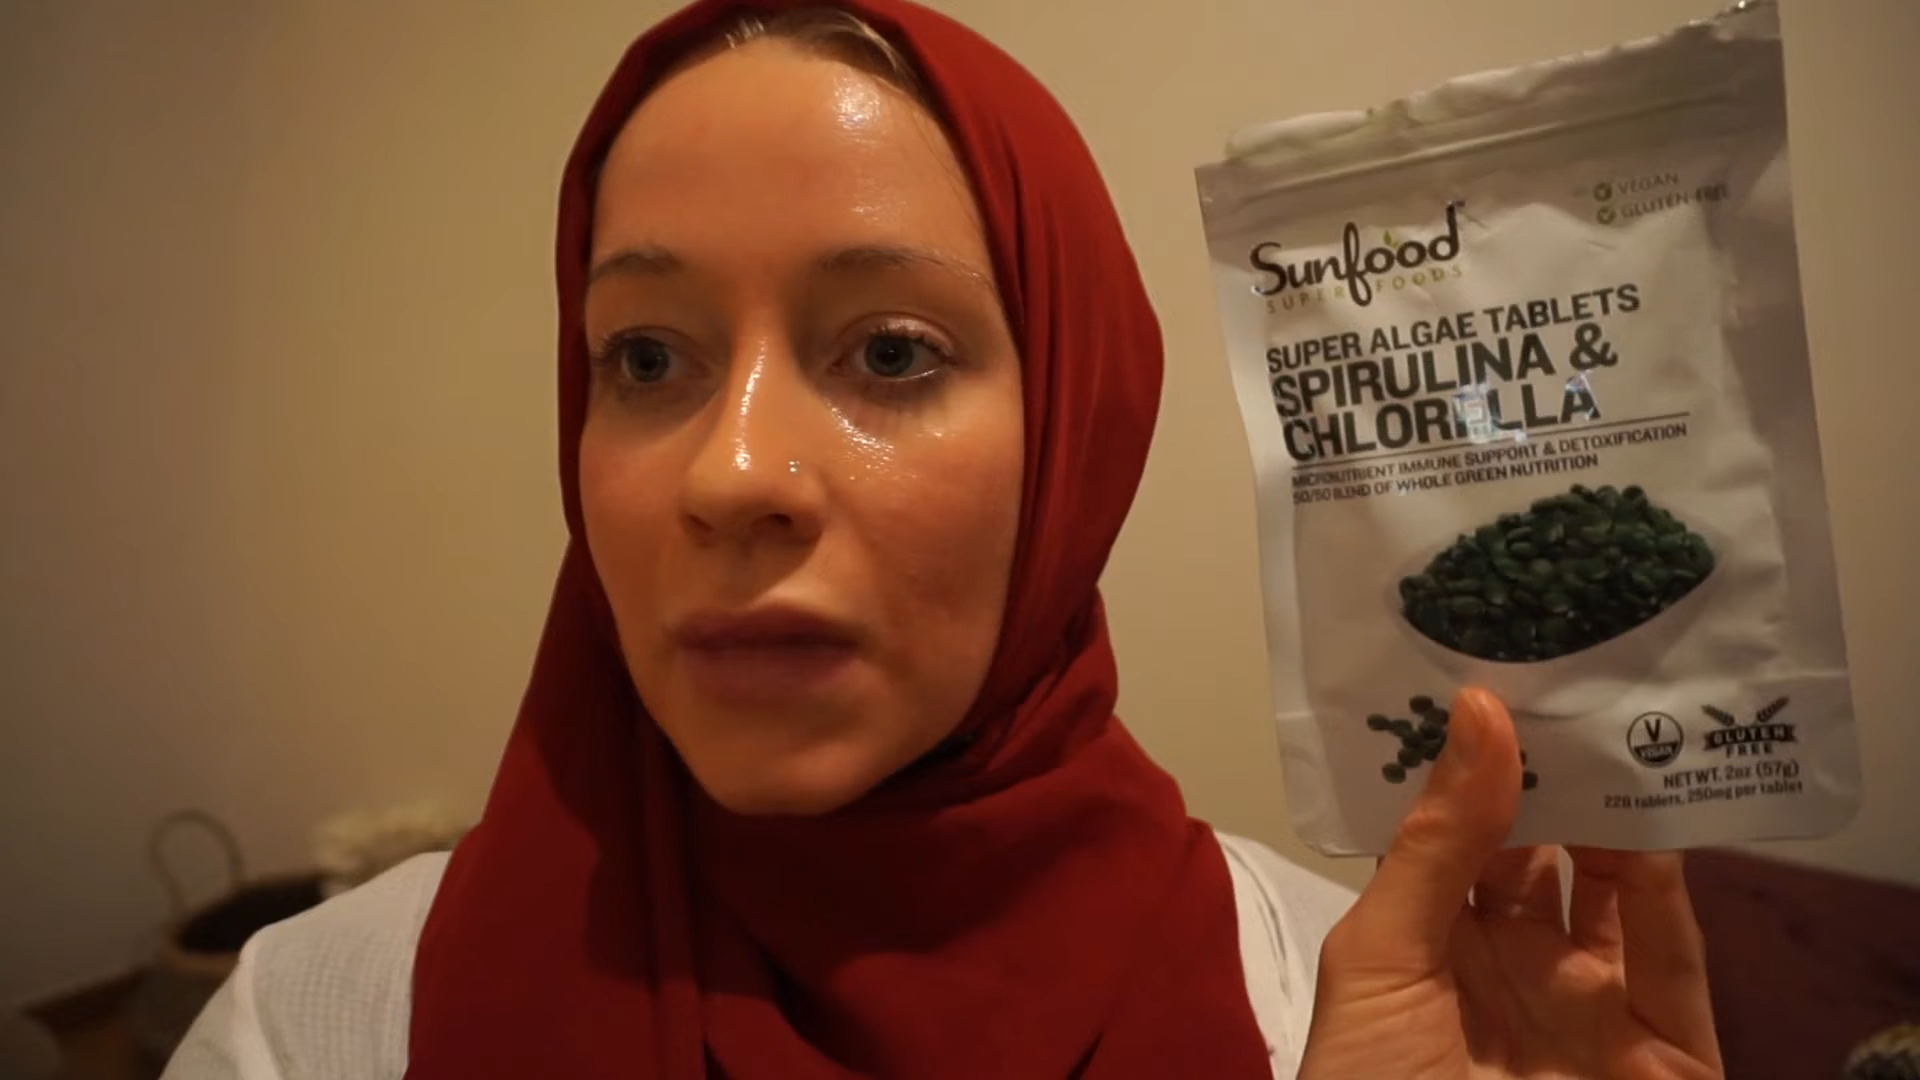 VEGAN
GLUTEN-FREE
Sunfood™
SUPERFOODS
SUPER ALGAE TABLETS
SPIRULINA &
CHLORELLA
MICRONUTRIENT IMMUNE SUPPORT & DETOXIFICATION
50/50 BLEND OF WHOLE GREEN NUTRITION
V
VEGAN
GLUTEN
FREE
NET WT. 2oz (57g)
228 tablets, 250mg per tablet